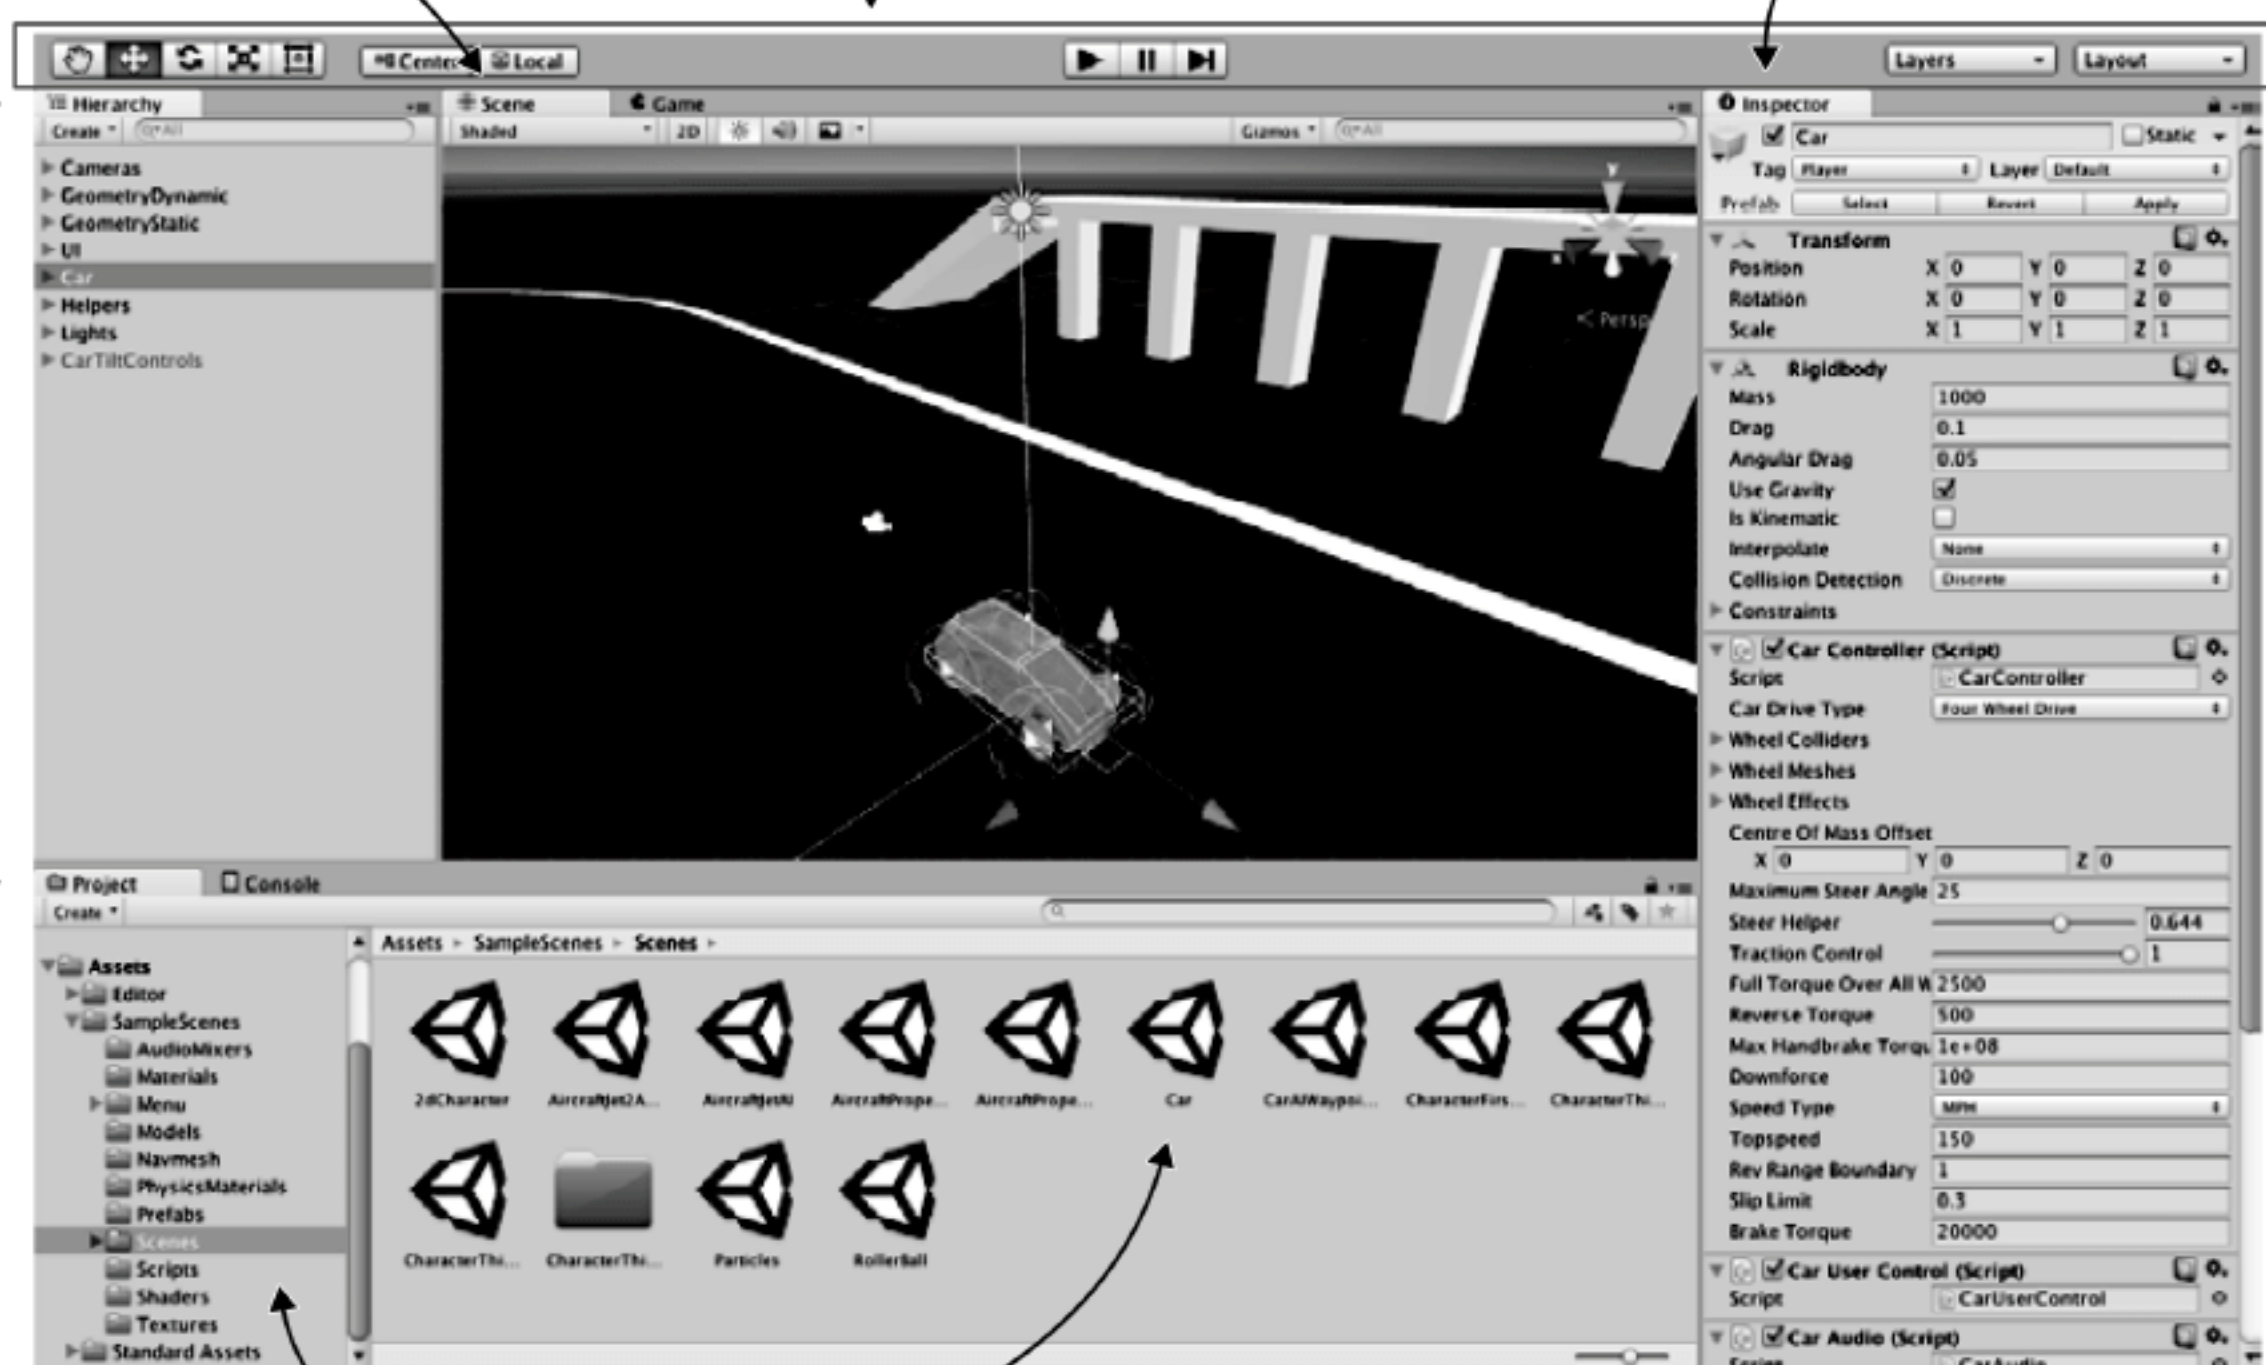 Center Local
Layers
Layout
Hierarchy
Create All
Cameras
GeometryDynamic
GeometryStatic
UI
Car
Helpers
Lights
CarTiltControls
Scene Game
Shaded 2D Gizmos All
Persp
Inspector
Car Static
Tag Player Layer Default
Prefab Select Revert Apply
Transform
Position X 0 Y 0 Z 0
Rotation X 0 Y 0 Z 0
Scale X 1 Y 1 Z 1
Rigidbody
Mass 1000
Drag 0.1
Angular Drag 0.05
Use Gravity
Is Kinematic
Interpolate None
Collision Detection Discrete
Constraints
Car Controller (Script)
Script CarController
Car Drive Type Four Wheel Drive
Wheel Colliders
Wheel Meshes
Wheel Effects
Centre Of Mass Offset
X 0 Y 0 Z 0
Maximum Steer Angle 25
Steer Helper 0.644
Traction Control 1
Full Torque Over All W 2500
Reverse Torque 500
Max Handbrake Torqu 1e+08
Downforce 100
Speed Type MPH
Topspeed 150
Rev Range Boundary 1
Slip Limit 0.3
Brake Torque 20000
Car User Control (Script)
Script CarUserControl
Car Audio (Script)
Script CarAudio
Project Console
Create
Assets
Editor
SampleScenes
AudioMixers
Materials
Menu
Models
Navmesh
PhysicsMaterials
Prefabs
Scenes
Scripts
Shaders
Textures
Standard Assets
Assets SampleScenes Scenes
2dCharacter AircraftJet2A... AircraftJetAI AircraftPrope... AircraftPrope... Car CarAIWaypoi... CharacterFirs... CharacterThi...
CharacterThi... CharacterThi... Particles RollerBall